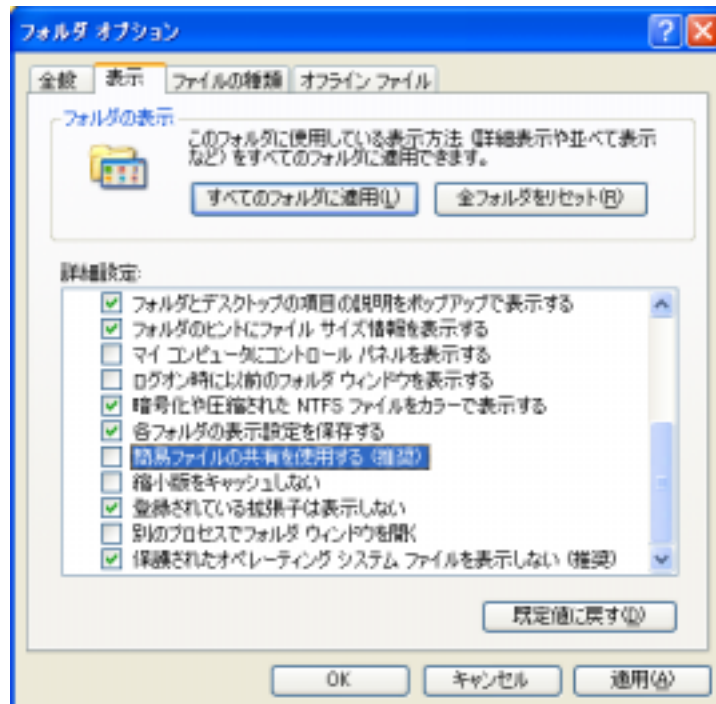 フォルダ オプション
全般 表示 ファイルの種類 オフライン ファイル
フォルダの表示
このフォルダに使用している表示方法 (詳細表示や並べて表示
など) をすべてのフォルダに適用できます。
すべてのフォルダに適用(L) 全フォルダをリセット(R)
詳細設定:
フォルダとデスクトップの項目の説明をポップアップで表示する
フォルダのヒントにファイル サイズ情報を表示する
マイ コンピュータにコントロール パネルを表示する
ログオン時に以前のフォルダ ウィンドウを表示する
暗号化や圧縮された NTFS ファイルをカラーで表示する
各フォルダの表示設定を保存する
簡易ファイルの共有を使用する (推奨)
縮小版をキャッシュしない
登録されている拡張子は表示しない
別のプロセスでフォルダ ウィンドウを開く
保護されたオペレーティング システム ファイルを表示しない (推奨)
既定値に戻す(D)
OK キャンセル 適用(A)